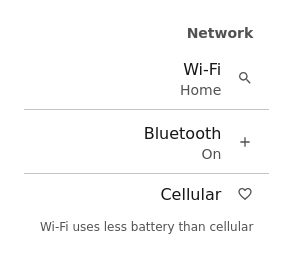 Network
Wi-Fi
Home
Bluetooth
On
Cellular
Wi-Fi uses less battery than cellular